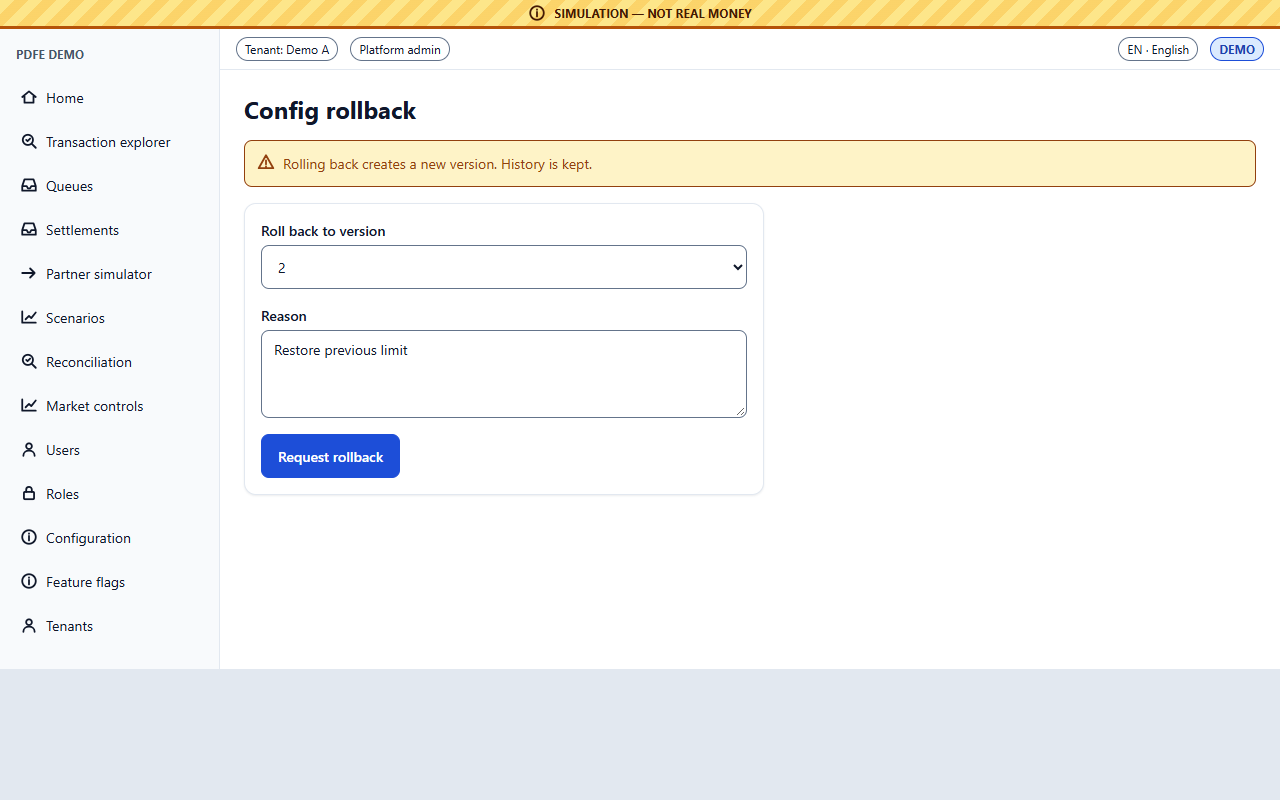 SIMULATION — NOT REAL MONEY
PDFE DEMO
Tenant: Demo A
Platform admin
EN · English
DEMO
Home
Transaction explorer
Queues
Settlements
Partner simulator
Scenarios
Reconciliation
Market controls
Users
Roles
Configuration
Feature flags
Tenants
Config rollback
Rolling back creates a new version. History is kept.
Roll back to version
2
Reason
Restore previous limit
Request rollback